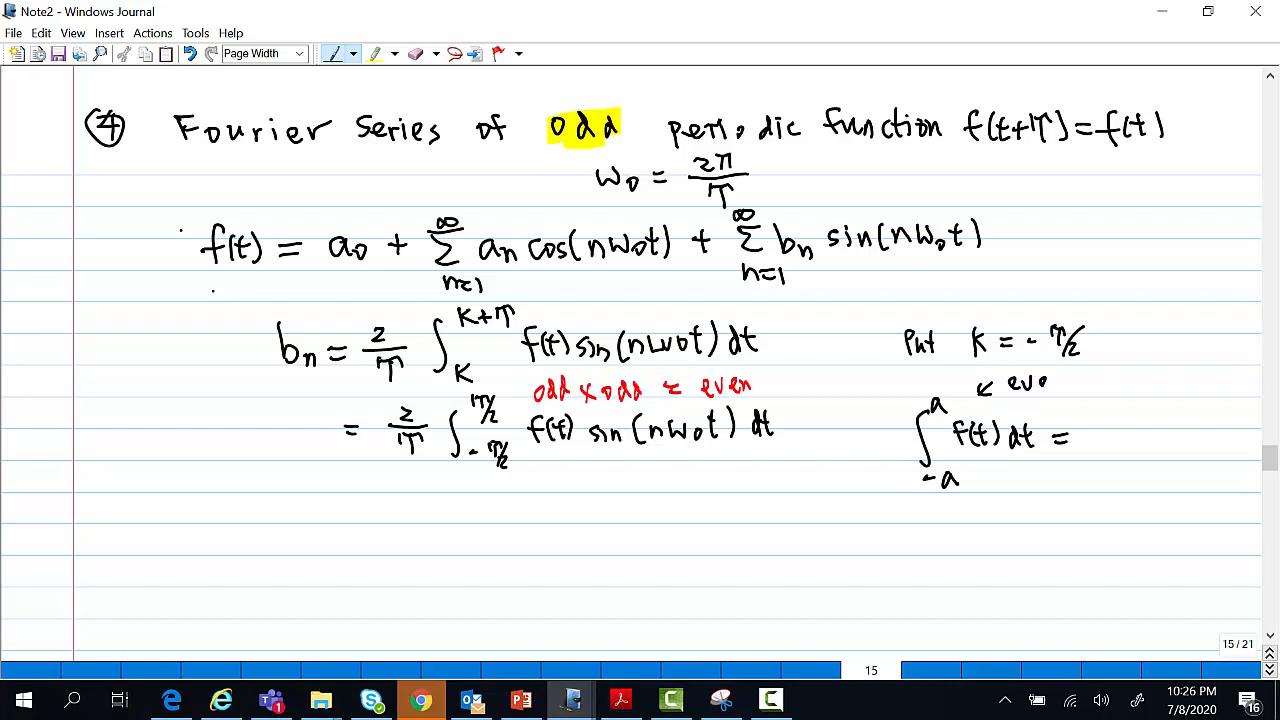 Note2 - Windows Journal
File Edit View Insert Actions Tools Help
Page Width
④ Fourier Series of odd periodic function f(t+T)=f(t)
ω₀ = 2π/T
f(t) = a₀ + ∑_{n=1}^{∞} aₙ cos(nω₀t) + ∑_{n=1}^{∞} bₙ sin(nω₀t)
bₙ = 2/T ∫_{K}^{K+T} f(t) sin(nω₀t) dt Put K = -T/2
odd × odd = even ↙ eve
= 2/T ∫_{-T/2}^{T/2} f(t) sin(nω₀t) dt ∫_{-a}^{a} f(t) dt =
15 / 21
15
10:26 PM
7/8/2020
16